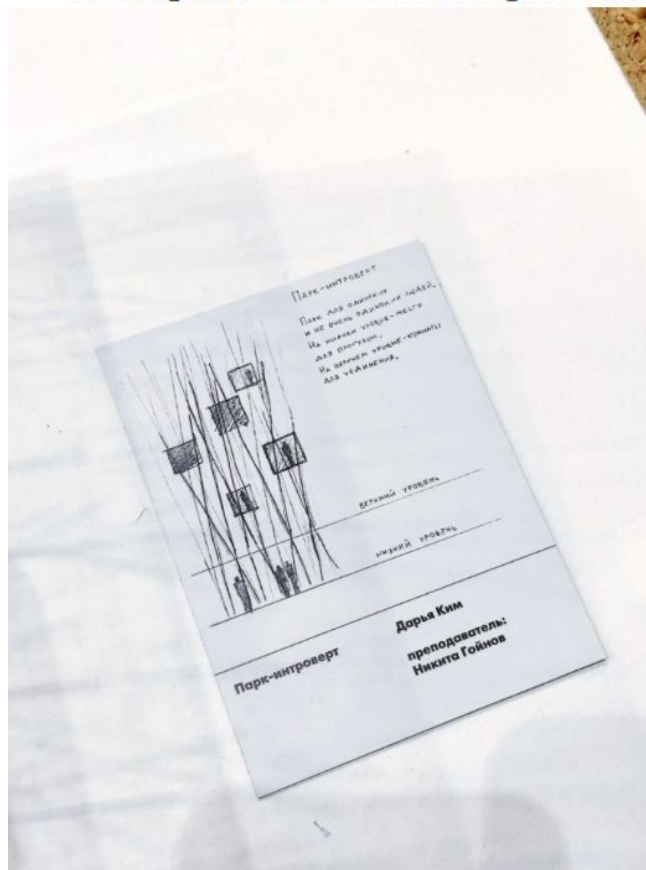 Парк-интроверт
Парк для одиноких
и не очень одиноких людей.
На нижнем уровне-место
для прогулок.
На верхнем уровне-комнаты
для уединения.
верхний уровень
нижний уровень
Парк-интроверт
Дарья Ким
преподаватель:
Никита Гойнов